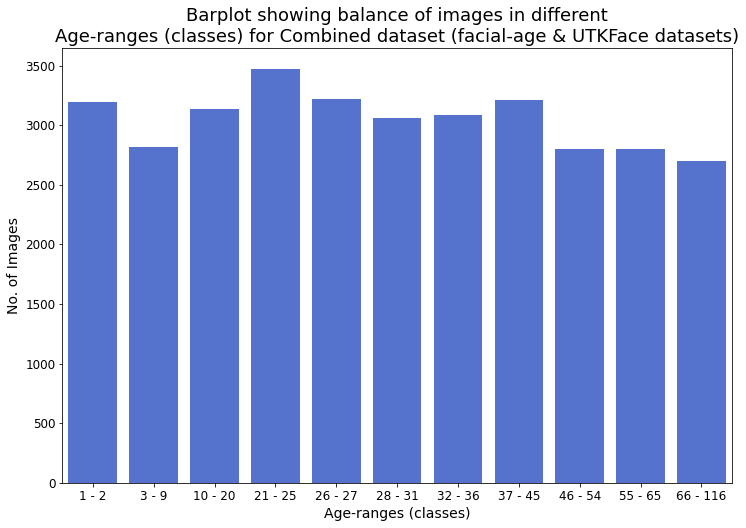 Barplot showing balance of images in different
Age-ranges (classes) for Combined dataset (facial-age & UTKFace datasets)
No. of Images
3500
3000
2500
2000
1500
1000
500
0
1 - 2 3 - 9 10 - 20 21 - 25 26 - 27 28 - 31 32 - 36 37 - 45 46 - 54 55 - 65 66 - 116
Age-ranges (classes)